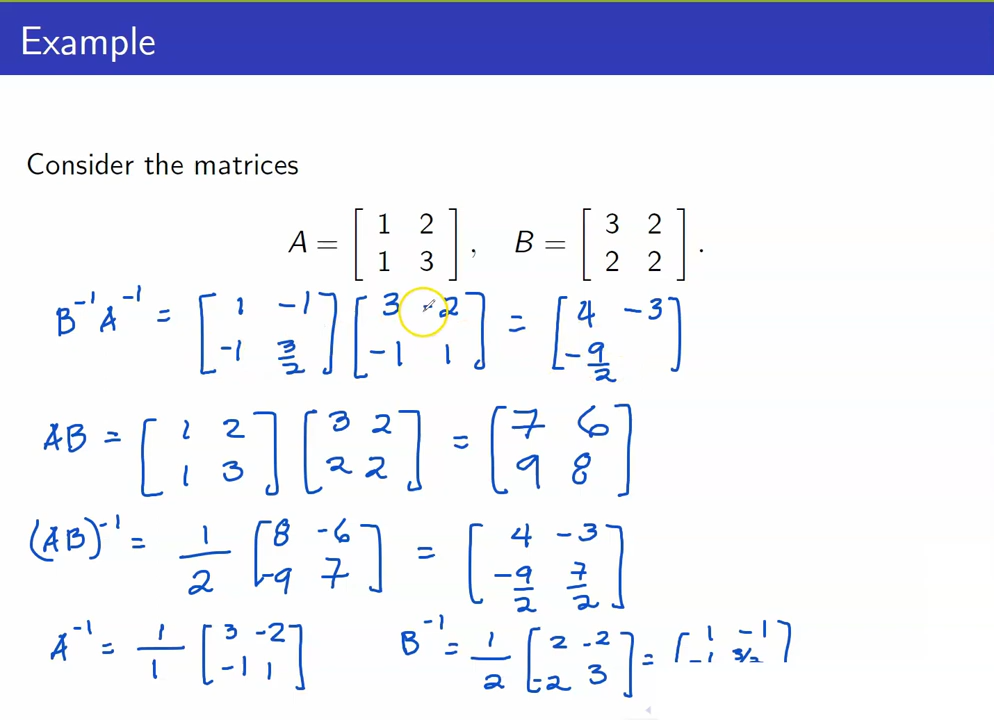 Example
Consider the matrices
A = [ 1 2 ; 1 3 ] , B = [ 3 2 ; 2 2 ] .
B⁻¹A⁻¹ = [ 1 -1 ; -1 3/2 ] [ 3 -2 ; -1 1 ] = [ 4 -3 ; -9/2 ]
AB = [ 1 2 ; 1 3 ] [ 3 2 ; 2 2 ] = [ 7 6 ; 9 8 ]
(AB)⁻¹ = 1/2 [ 8 -6 ; -9 7 ] = [ 4 -3 ; -9/2 7/2 ]
A⁻¹ = 1/1 [ 3 -2 ; -1 1 ] B⁻¹ = 1/2 [ 2 -2 ; -2 3 ] = [ 1 -1 ; -1 3/2 ]